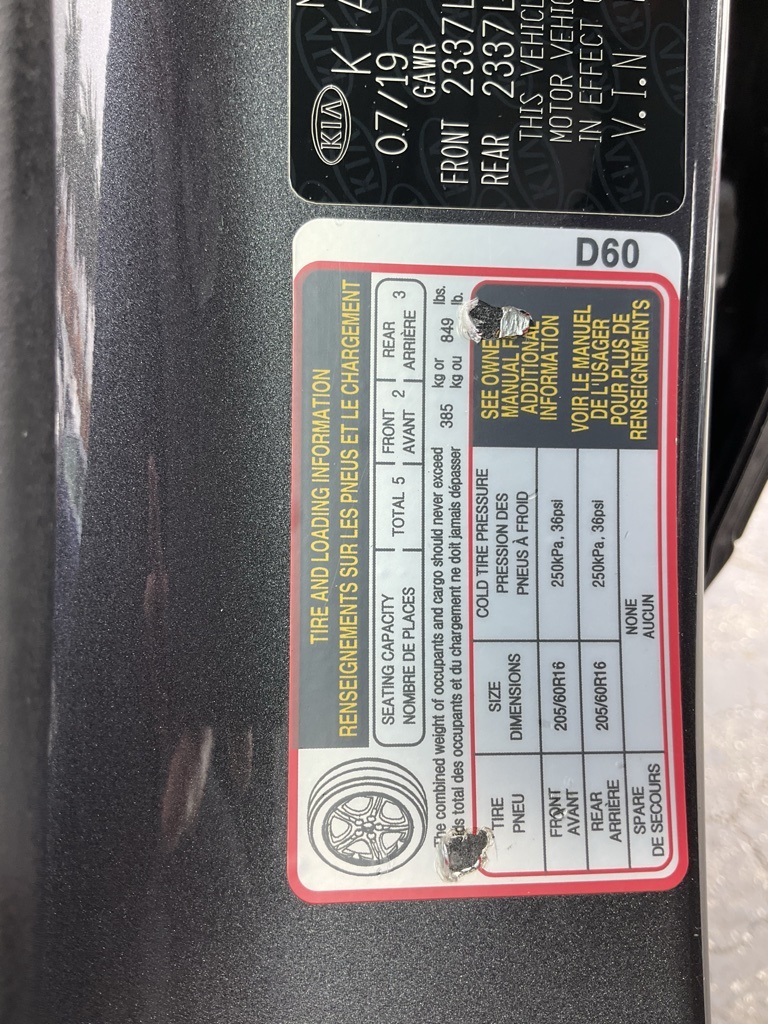 KIA
KIA
07/19
GAWR
FRONT 2337
REAR 2337
THIS VEHICL
MOTOR VEHIC
IN EFFECT
V.I.N
D60
TIRE AND LOADING INFORMATION
RENSEIGNEMENTS SUR LES PNEUS ET LE CHARGEMENT
SEATING CAPACITY
NOMBRE DE PLACES
TOTAL 5
FRONT
AVANT 2
REAR
ARRIÈRE 3
The combined weight of occupants and cargo should never exceed 385 kg or 849 lbs.
ds total des occupants et du chargement ne doit jamais dépasser kg ou lb.
TIRE
PNEU
SIZE
DIMENSIONS
COLD TIRE PRESSURE
PRESSION DES
PNEUS À FROID
FRONT
AVANT
205/60R16
250kPa, 36psi
REAR
ARRIÈRE
205/60R16
250kPa, 36psi
SPARE
DE SECOURS
NONE
AUCUN
SEE OWNE
MANUAL F
ADDITIONAL
INFORMATION
VOIR LE MANUEL
DE L'USAGER
POUR PLUS DE
RENSEIGNEMENTS